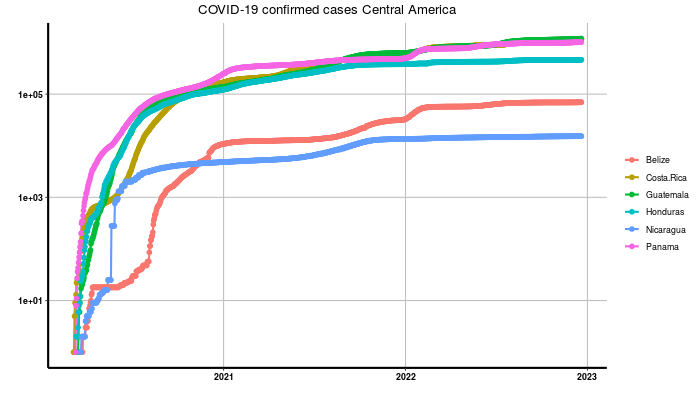 COVID-19 confirmed cases Central America
1e+05
1e+03
1e+01
2021
2022
2023
Belize
Costa.Rica
Guatemala
Honduras
Nicaragua
Panama